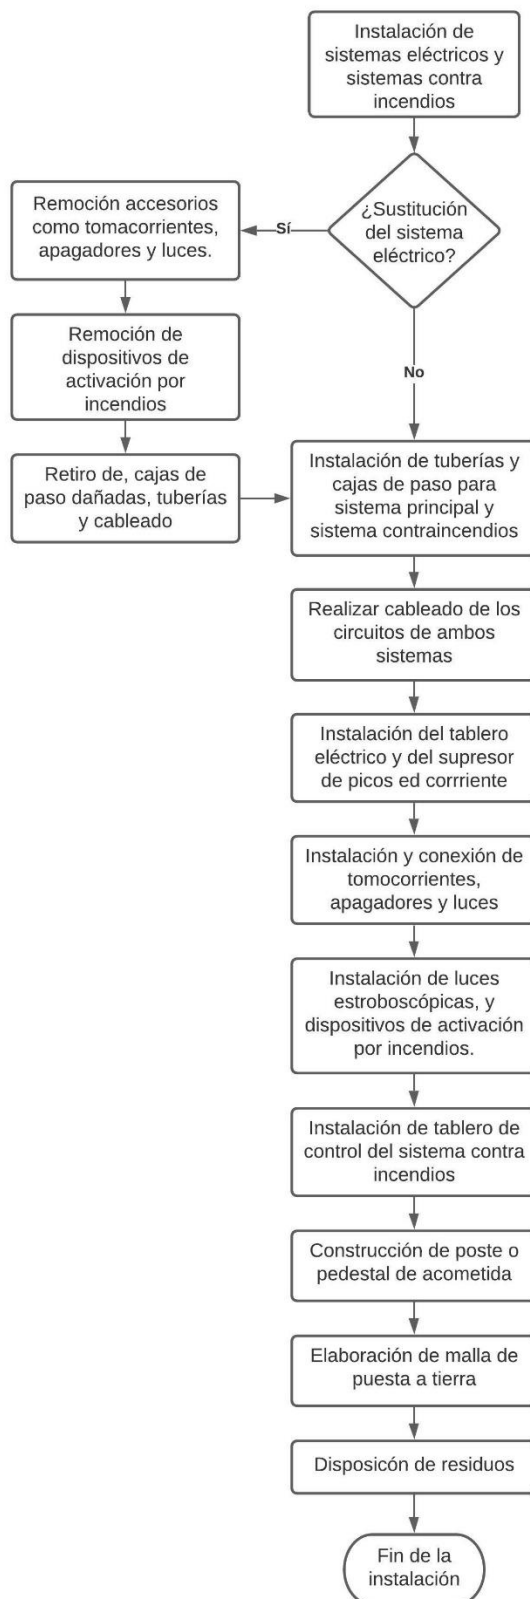 Instalación de
sistemas eléctricos y
sistemas contra
incendios
¿Sustitución
del sistema
eléctrico?
Sí
Remoción accesorios
como tomacorrientes,
apagadores y luces.
Remoción de
dispositivos de
activación por
incendios
Retiro de, cajas de
paso dañadas, tuberías
y cableado
No
Instalación de tuberías y
cajas de paso para
sistema principal y
sistema contraincendios
Realizar cableado de los
circuitos de ambos
sistemas
Instalación del tablero
eléctrico y del supresor
de picos ed corrriente
Instalación y conexión de
tomocorrientes,
apagadores y luces
Instalación de luces
estroboscópicas, y
dispositivos de activación
por incendios.
Instalación de tablero de
control del sistema contra
incendios
Construcción de poste o
pedestal de acometida
Elaboración de malla de
puesta a tierra
Disposicón de residuos
Fin de la
instalación